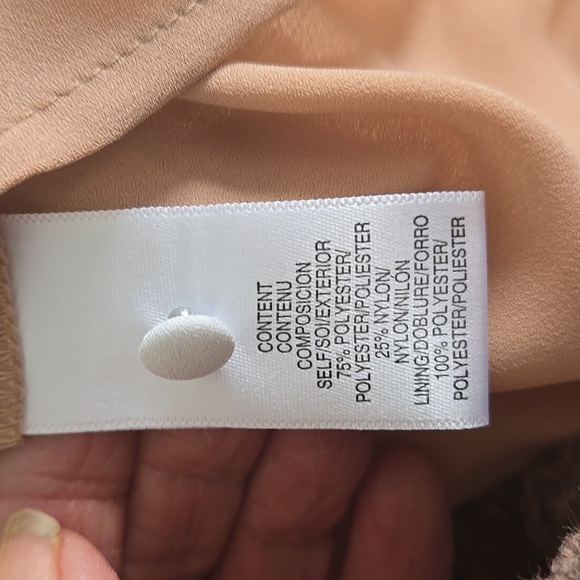 CONTENT
CONTENU
COMPOSICION
SELF/SOI/EXTERIOR
75% POLYESTER/
POLYESTER/POLIESTER
25% NYLON/
NYLON/NILON
LINING/DOBLURE/FORRO
100% POLYESTER/
POLYESTER/POLIESTER